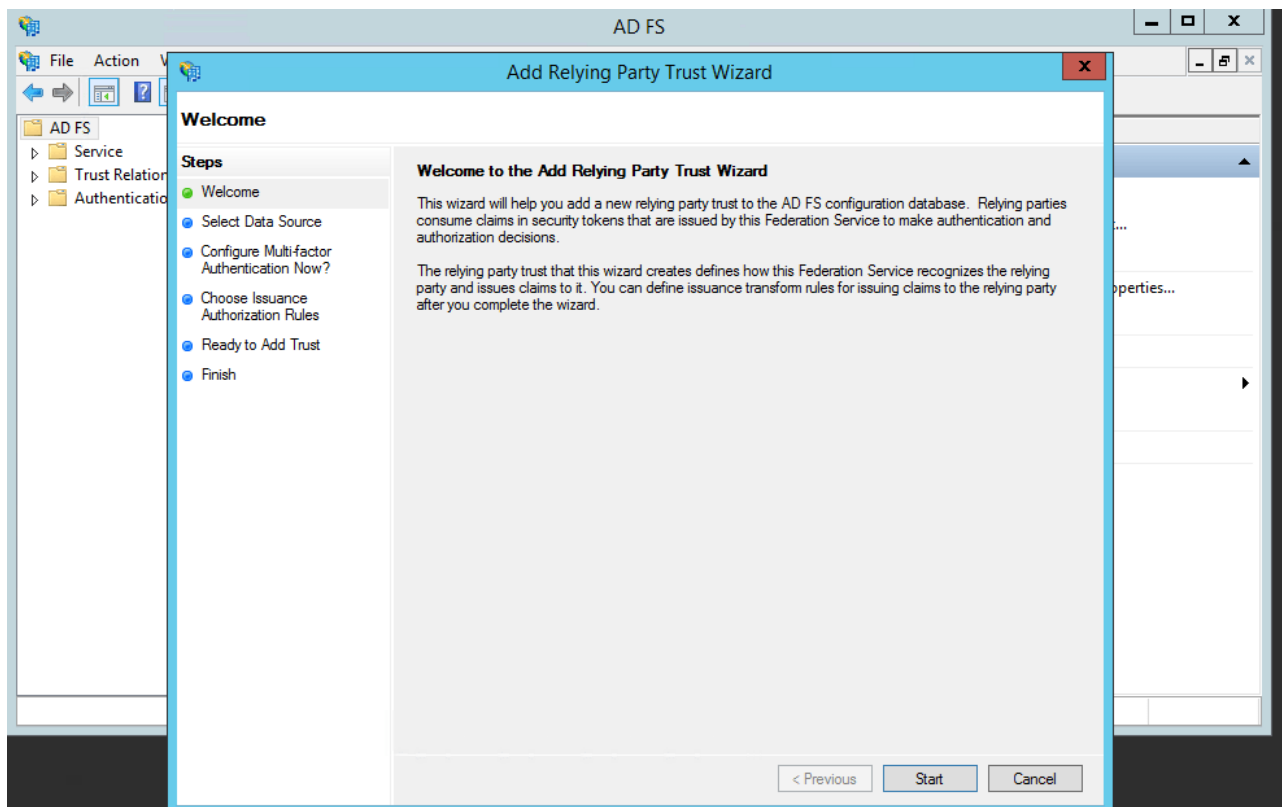 AD FS
File Action
Add Relying Party Trust Wizard
AD FS
Service
Trust Relation
Authenticatio
Welcome
Steps
Welcome
Select Data Source
Configure Multi-factor
Authentication Now?
Choose Issuance
Authorization Rules
Ready to Add Trust
Finish
Welcome to the Add Relying Party Trust Wizard
This wizard will help you add a new relying party trust to the AD FS configuration database. Relying parties
consume claims in security tokens that are issued by this Federation Service to make authentication and
authorization decisions.
The relying party trust that this wizard creates defines how this Federation Service recognizes the relying
party and issues claims to it. You can define issuance transform rules for issuing claims to the relying party
after you complete the wizard.
...
operties...
< Previous Start Cancel